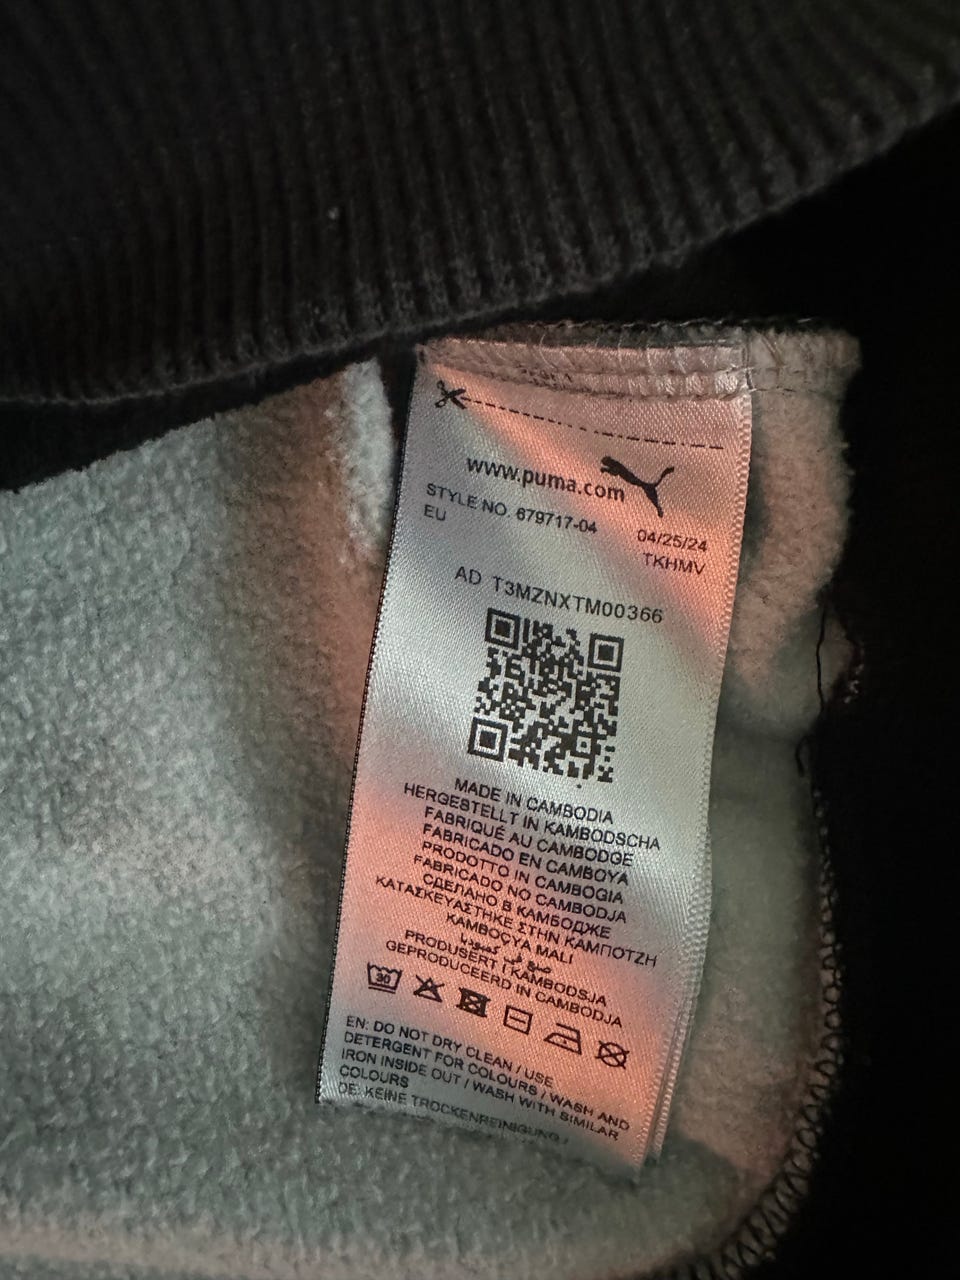 www.puma.com
STYLE NO. 679717-04
EU
04/25/24
TKHMV
AD T3MZNXTM00366
MADE IN CAMBODIA
HERGESTELLT IN KAMBODSCHA
FABRIQUÉ AU CAMBODGE
FABRICADO EN CAMBOYA
PRODOTTO IN CAMBOGIA
FABRICADO NO CAMBODJA
СДЕЛАНО В КАМБОДЖЕ
ΚΑΤΑΣΚΕΥΑΣΤΗΚΕ ΣΤΗΝ ΚΑΜΠΟΤΖΗ
KAMBOÇYA MALI
صنع في كمبوديا
PRODUSERT I KAMBODSJA
GEPRODUCEERD IN CAMBODJA
30
EN: DO NOT DRY CLEAN / USE
DETERGENT FOR COLOURS / WASH AND
IRON INSIDE OUT / WASH WITH SIMILAR
COLOURS
DE: KEINE TROCKENREINIGUNG /